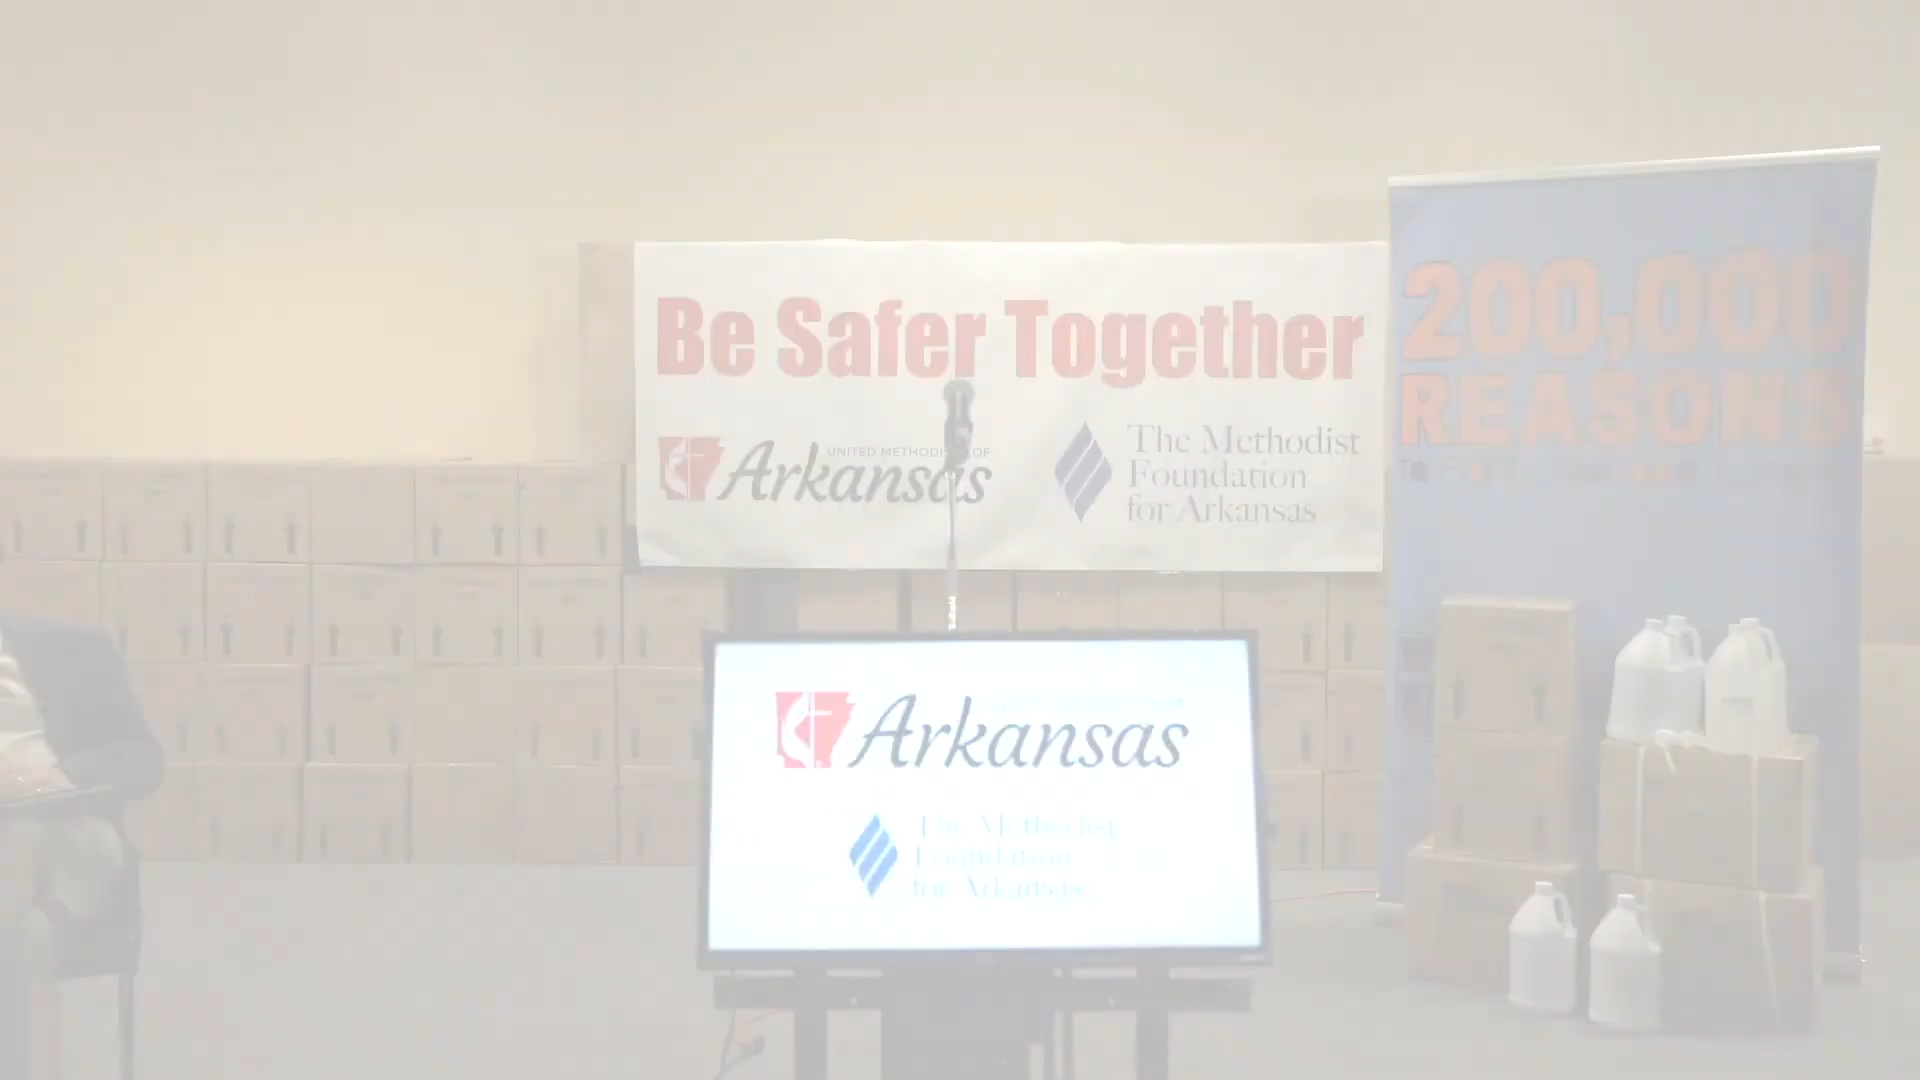 Be Safer Together
UNITED METHODISTS OF
Arkansas
The Methodist
Foundation
for Arkansas
200,000
REASONS
Arkansas
The Methodist
Foundation
for Arkansas